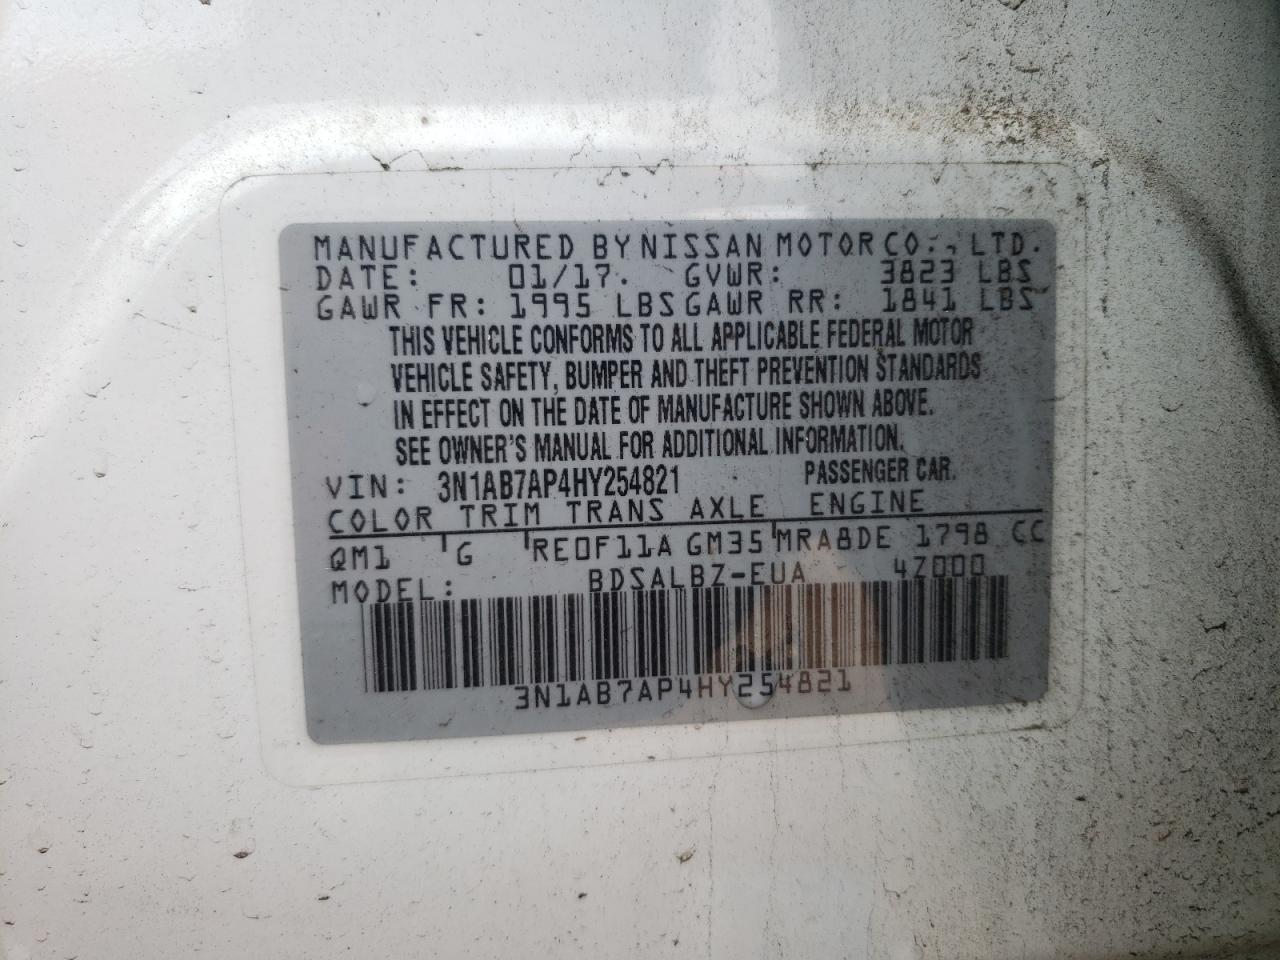 MANUFACTURED BY NISSAN MOTOR CO., LTD.
DATE: 01/17. GVWR: 3823 LBS
GAWR FR: 1995 LBS GAWR RR: 1841 LBS
THIS VEHICLE CONFORMS TO ALL APPLICABLE FEDERAL MOTOR
VEHICLE SAFETY, BUMPER AND THEFT PREVENTION STANDARDS
IN EFFECT ON THE DATE OF MANUFACTURE SHOWN ABOVE.
SEE OWNER'S MANUAL FOR ADDITIONAL INFORMATION.
VIN: 3N1AB7AP4HY254821 PASSENGER CAR.
COLOR TRIM TRANS AXLE ENGINE
QM1 G RE0F11A GM35 MRA8DE 1798 CC
MODEL: BDSALBZ-EUA 4Z000
3N1AB7AP4HY254821